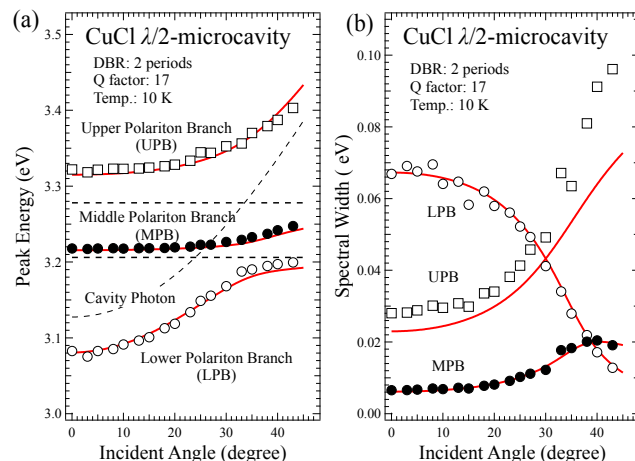 (a)
CuCl λ/2-microcavity
DBR: 2 periods
Q factor: 17
Temp.: 10 K
Upper Polariton Branch
(UPB)
Middle Polariton Branch
(MPB)
Cavity Photon
Lower Polariton Branch
(LPB)
3.4
3.3
3.2
3.1
3.0
Peak Energy (eV)
0
10
20
30
40
50
Incident Angle (degree)
(b)
CuCl λ/2-microcavity
DBR: 2 periods
Q factor: 17
Temp.: 10 K
LPB
UPB
MPB
0.10
0.08
0.06
0.04
0.02
0.00
Spectral Width ( eV)
0
10
20
30
40
50
Incident Angle (degree)